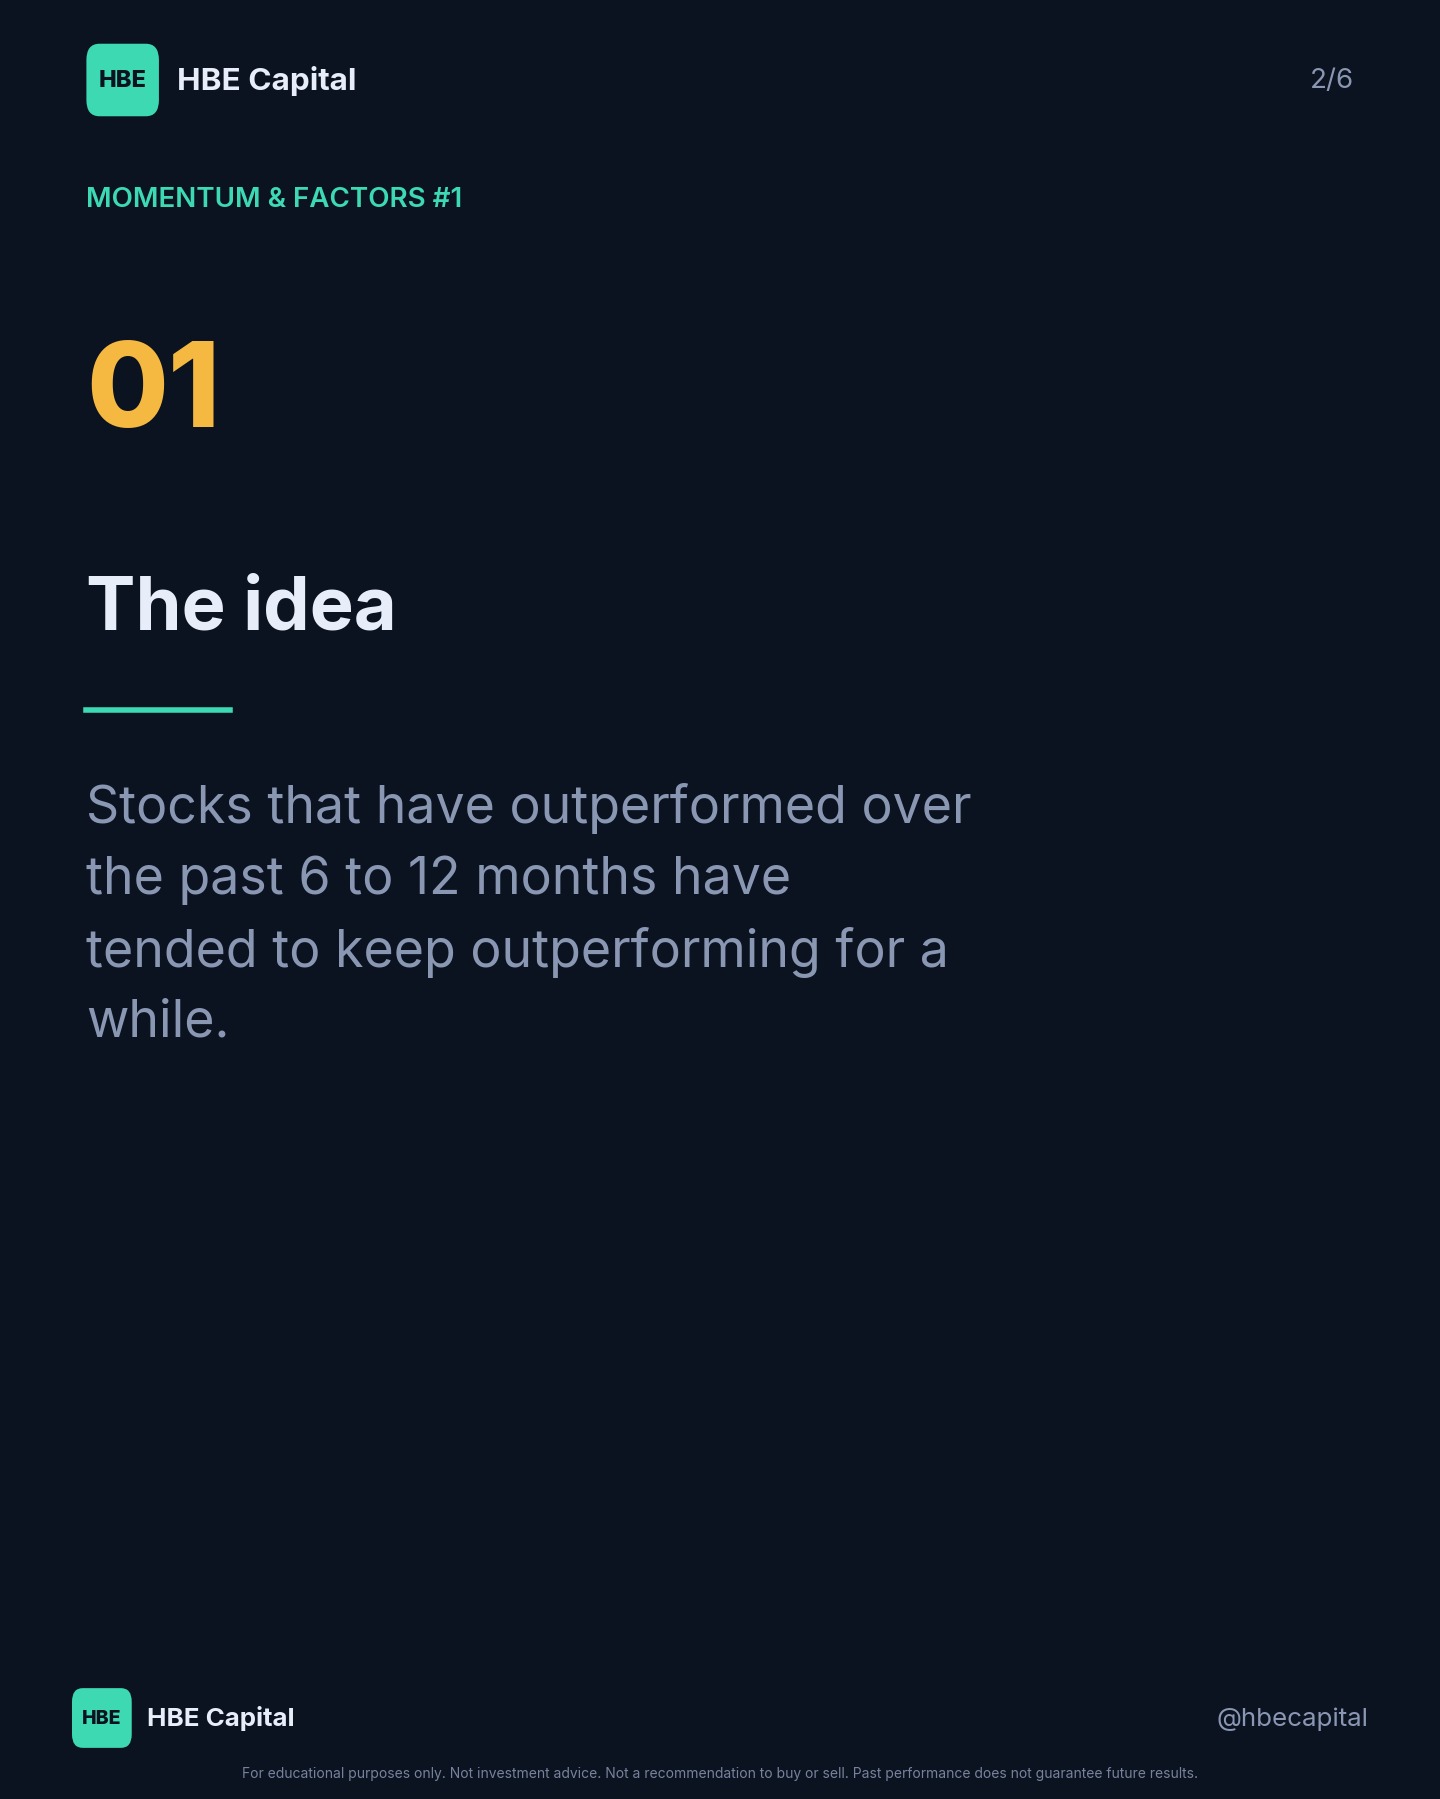 HBE
HBE Capital
2/6
MOMENTUM & FACTORS #1
01
The idea
Stocks that have outperformed over
the past 6 to 12 months have
tended to keep outperforming for a
while.
HBE
HBE Capital
@hbecapital
For educational purposes only. Not investment advice. Not a recommendation to buy or sell. Past performance does not guarantee future results.